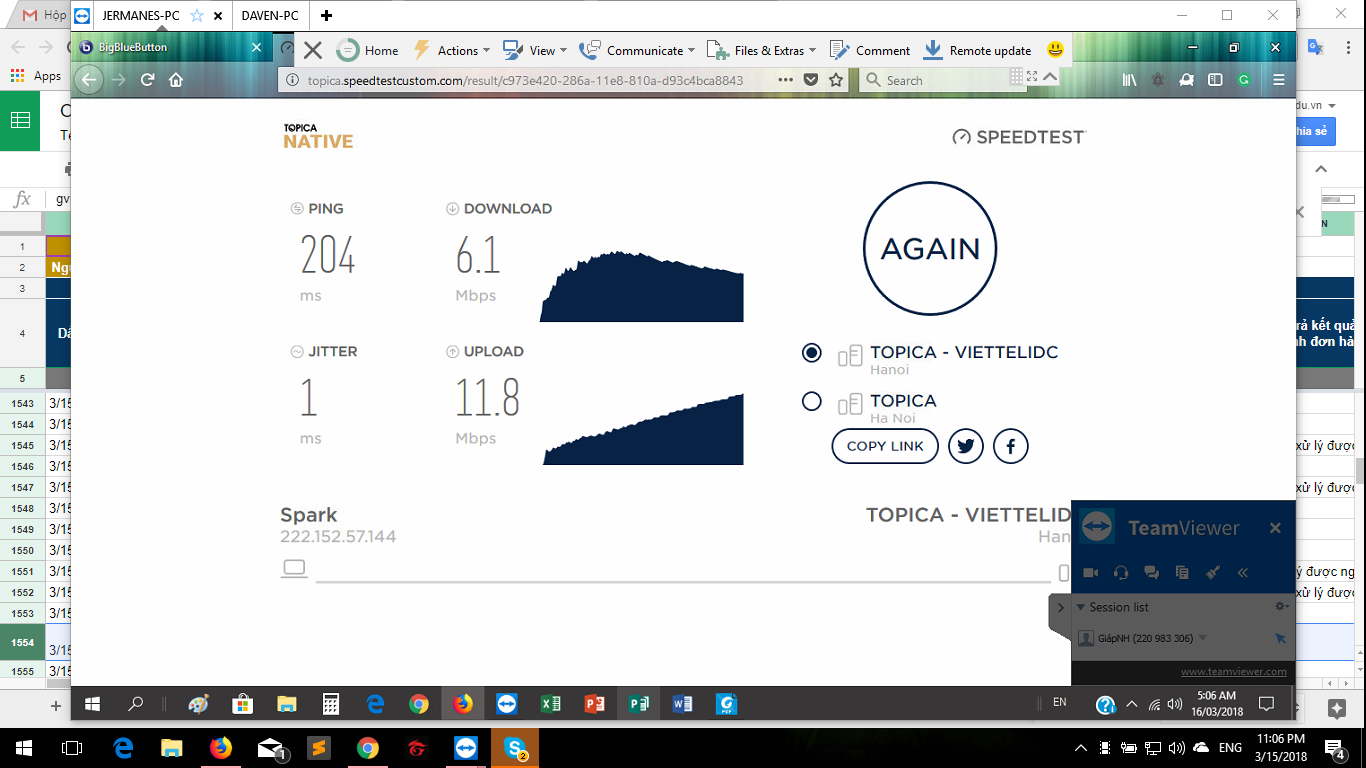 Hộp
JERMANES-PC
DAVEN-PC
BigBlueButton
Home
Actions
View
Communicate
Files & Extras
Comment
Remote update
Apps
topica.speedtestcustom.com/result/c973e420-286a-11e8-810a-d93c4bca8643
Search
du.vn
hia sẻ
fx
gv
TOPICA
NATIVE
SPEEDTEST
PING
204
ms
DOWNLOAD
6.1
Mbps
AGAIN
JITTER
1
ms
UPLOAD
11.8
Mbps
TOPICA - VIETTELIDC
Hanoi
TOPICA
Ha Noi
COPY LINK
Spark
222.152.57.144
TOPICA - VIETTELID
Han
TeamViewer
Session list
GiápNH (220 983 306)
www.teamviewer.com
N
1
2
Ngu
3
4
rả kết quả
nh đơn hà
5
1543 3/15
1544 3/15
1545 3/15 xử lý được
1546 3/15
1547 3/15 xử lý được
1548 3/15
1549 3/15
1550 3/15
1551 3/15 ý được ng
1552 3/15 xử lý được
1553 3/15
1554 3/15
1555 3/15
EN
5:06 AM
16/03/2018
1
2
ENG
11:06 PM
3/15/2018
4